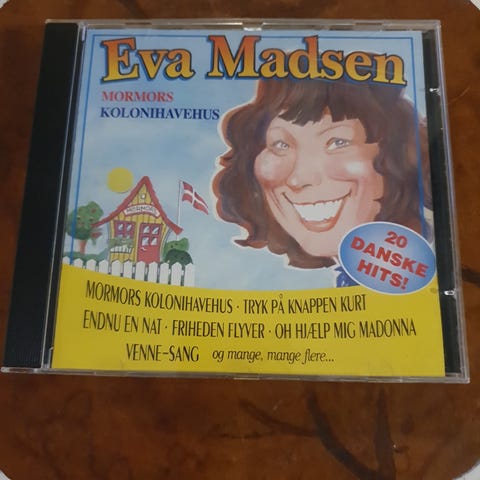 Eva Madsen
MORMORS
KOLONIHAVEHUS
MORMOR
20
DANSKE
HITS!
MORMORS KOLONIHAVEHUS · TRYK PÅ KNAPPEN KURT
ENDNU EN NAT · FRIHEDEN FLYVER · OH HJÆLP MIG MADONNA
VENNE-SANG og mange, mange flere...